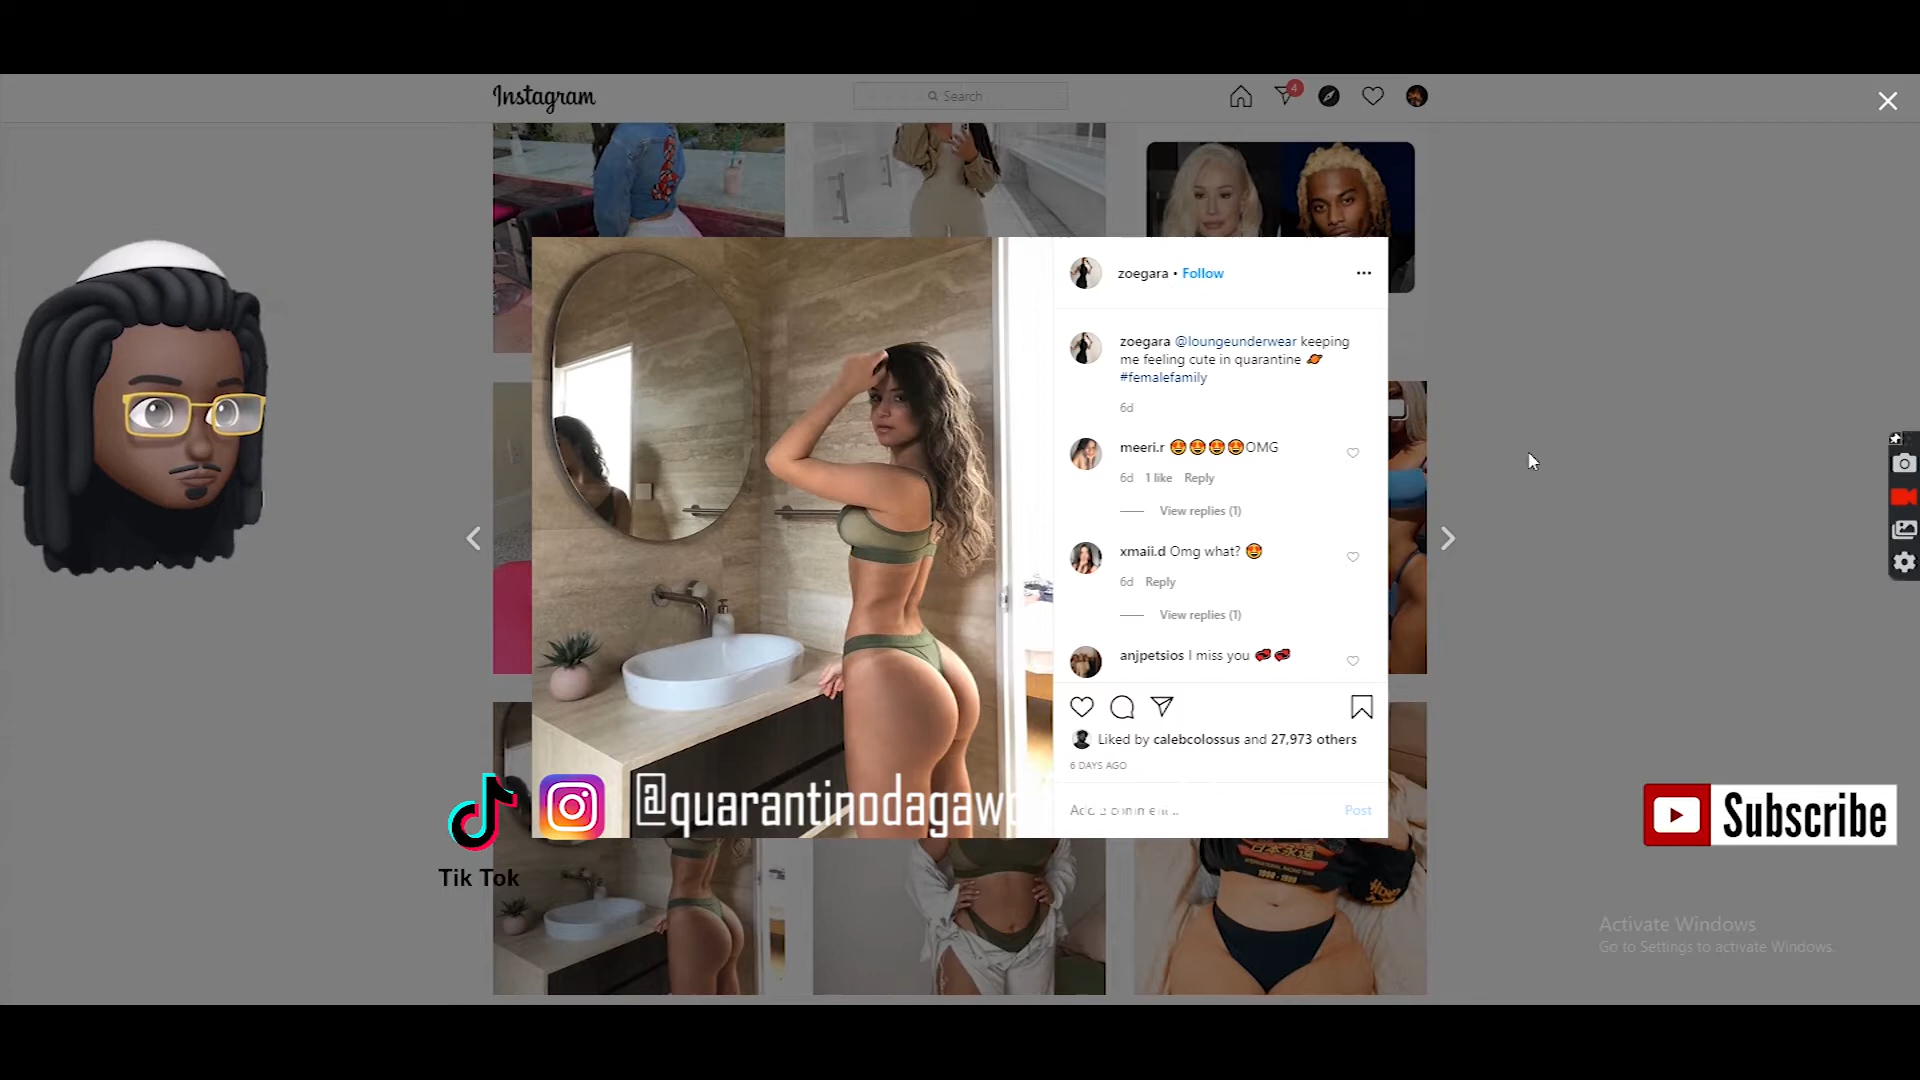 Instagram
Search
4
zoegara • Follow
zoegara @loungeunderwear keeping
me feeling cute in quarantine
#femalefamily
6d
meeri.r OMG
6d 1 like Reply
View replies (1)
xmaii.d Omg what?
6d Reply
View replies (1)
anjpetsios I miss you
Liked by calebcolossus and 27,973 others
6 DAYS AGO
Post
Tik Tok
Subscribe
Activate Windows
Go to Settings to activate Windows.